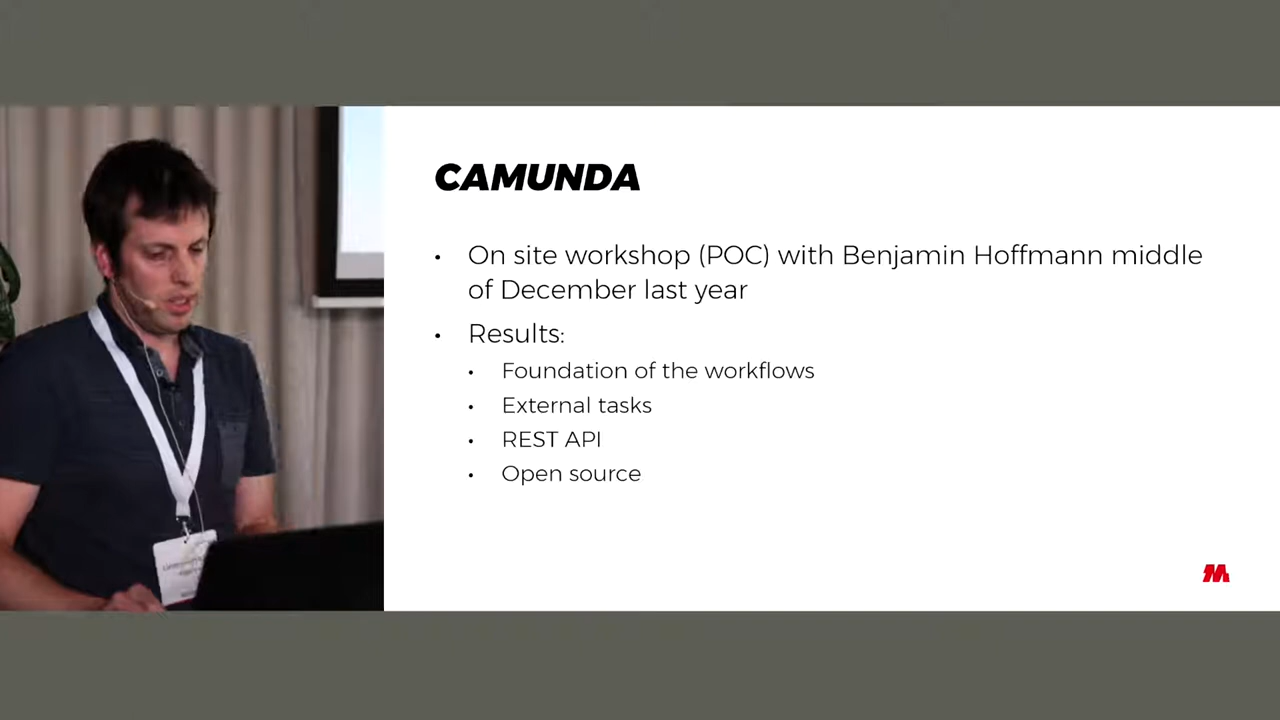 CAMUNDA
• On site workshop (POC) with Benjamin Hoffmann middle
of December last year
• Results:
• Foundation of the workflows
• External tasks
• REST API
• Open source